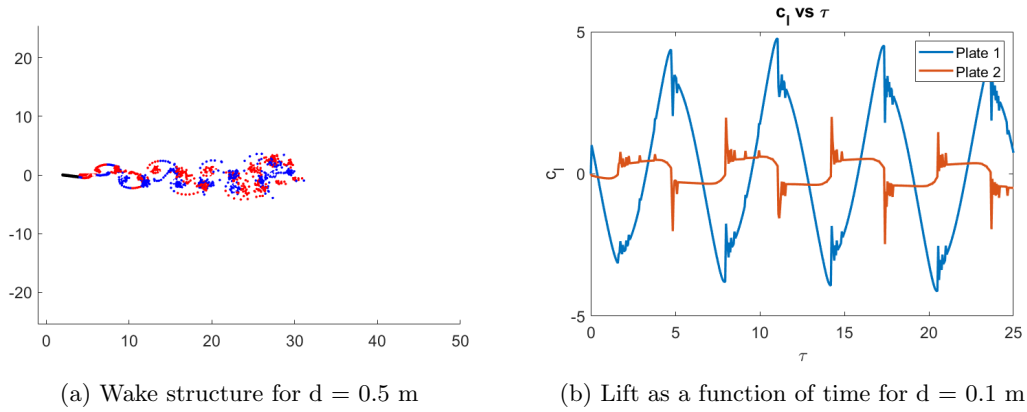 20
10
0
-10
-20
0
10
20
30
40
50
(a) Wake structure for d = 0.5 m
c_l vs τ
5
0
-5
c_l
0
5
10
15
20
25
τ
Plate 1
Plate 2
(b) Lift as a function of time for d = 0.1 m